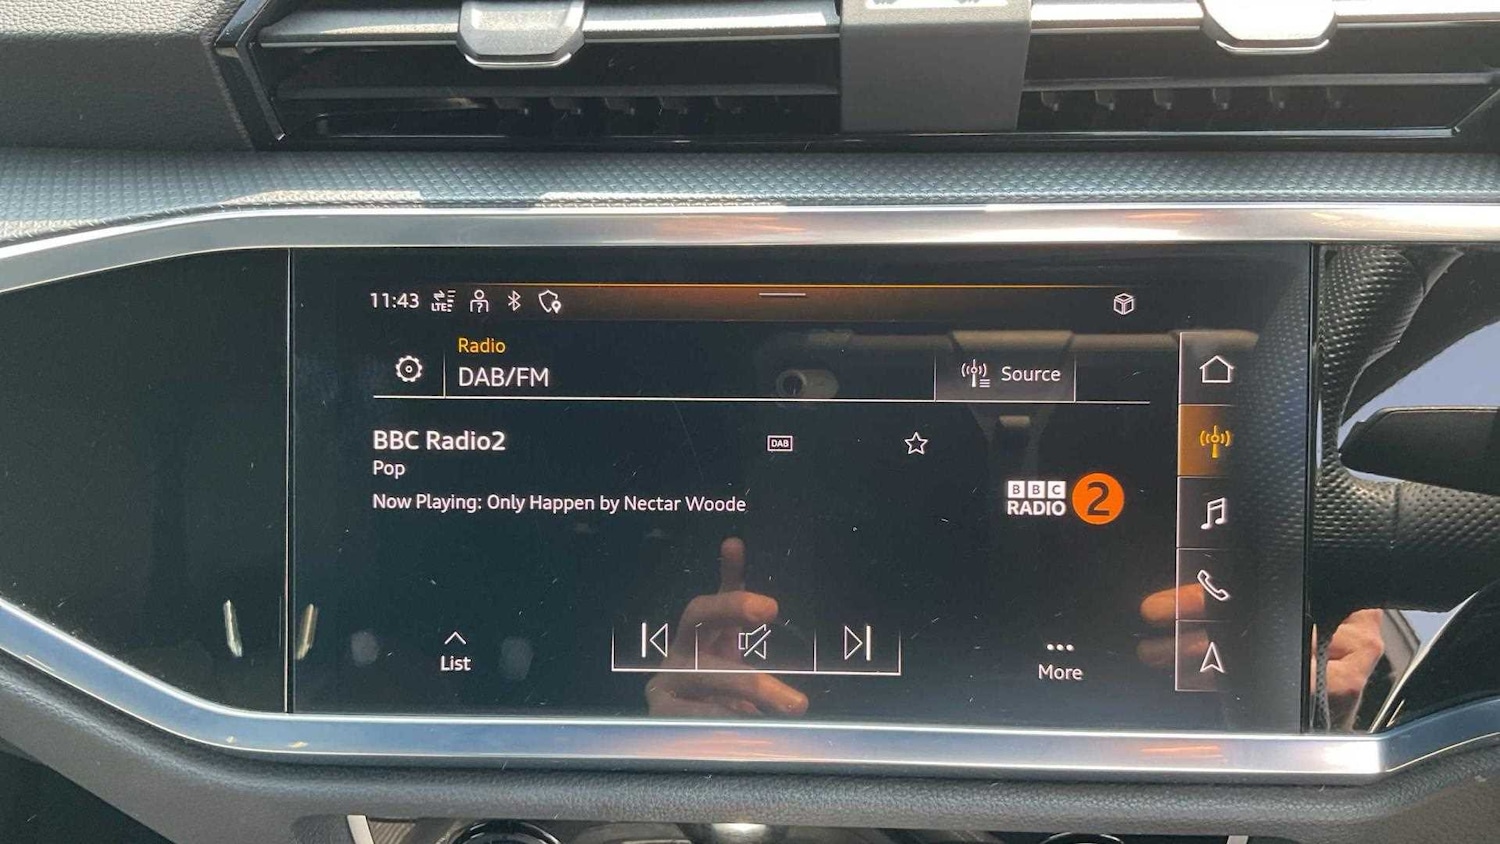 11:43 LTE
Radio
DAB/FM
Source
BBC Radio2
DAB
Pop
Now Playing: Only Happen by Nectar Woode
BBC
RADIO 2
List
More